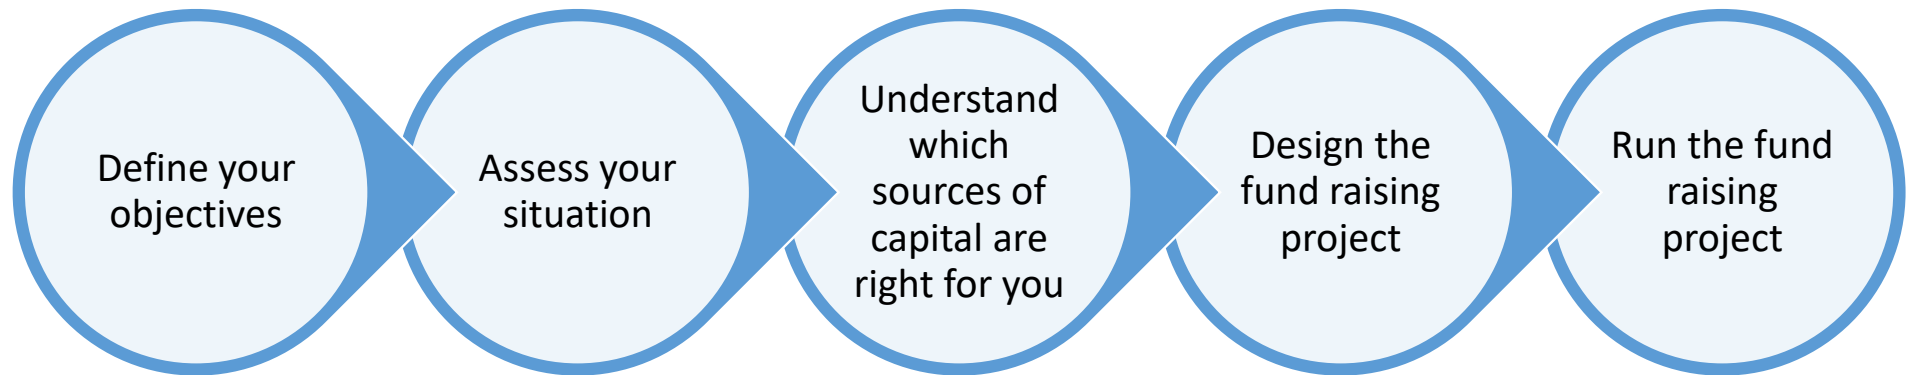 Define your
objectives
Assess your
situation
Understand
which
sources of
capital are
right for you
Design the
fund raising
project
Run the fund
raising
project